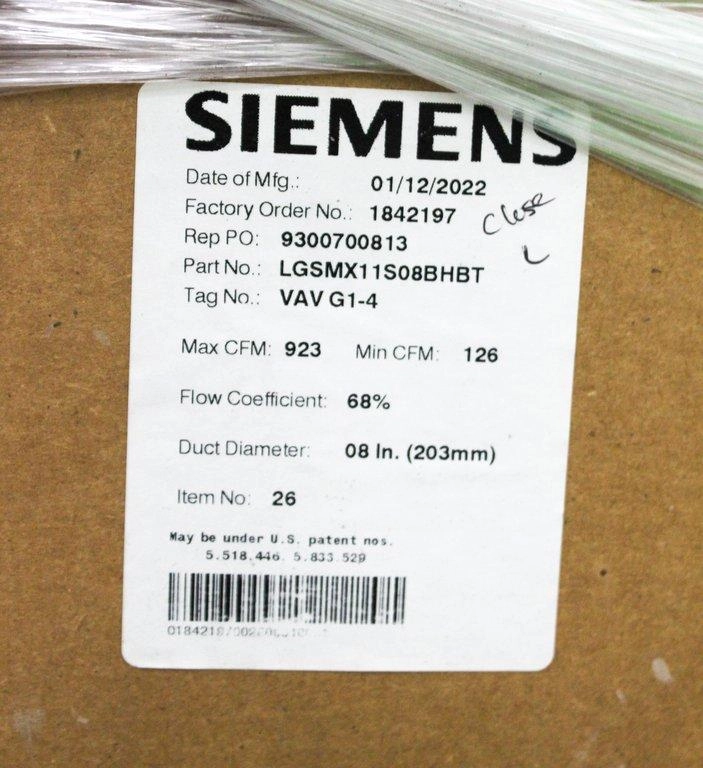 SIEMENS
Date of Mfg.: 01/12/2022
Factory Order No.: 1842197
Close
L
Rep PO: 9300700813
Part No.: LGSMX11S08BHBT
Tag No.: VAV G1-4
Max CFM: 923 Min CFM: 126
Flow Coefficient: 68%
Duct Diameter: 08 In. (203mm)
Item No: 26
May be under U.S. patent nos.
5.518.446. 5.833.529